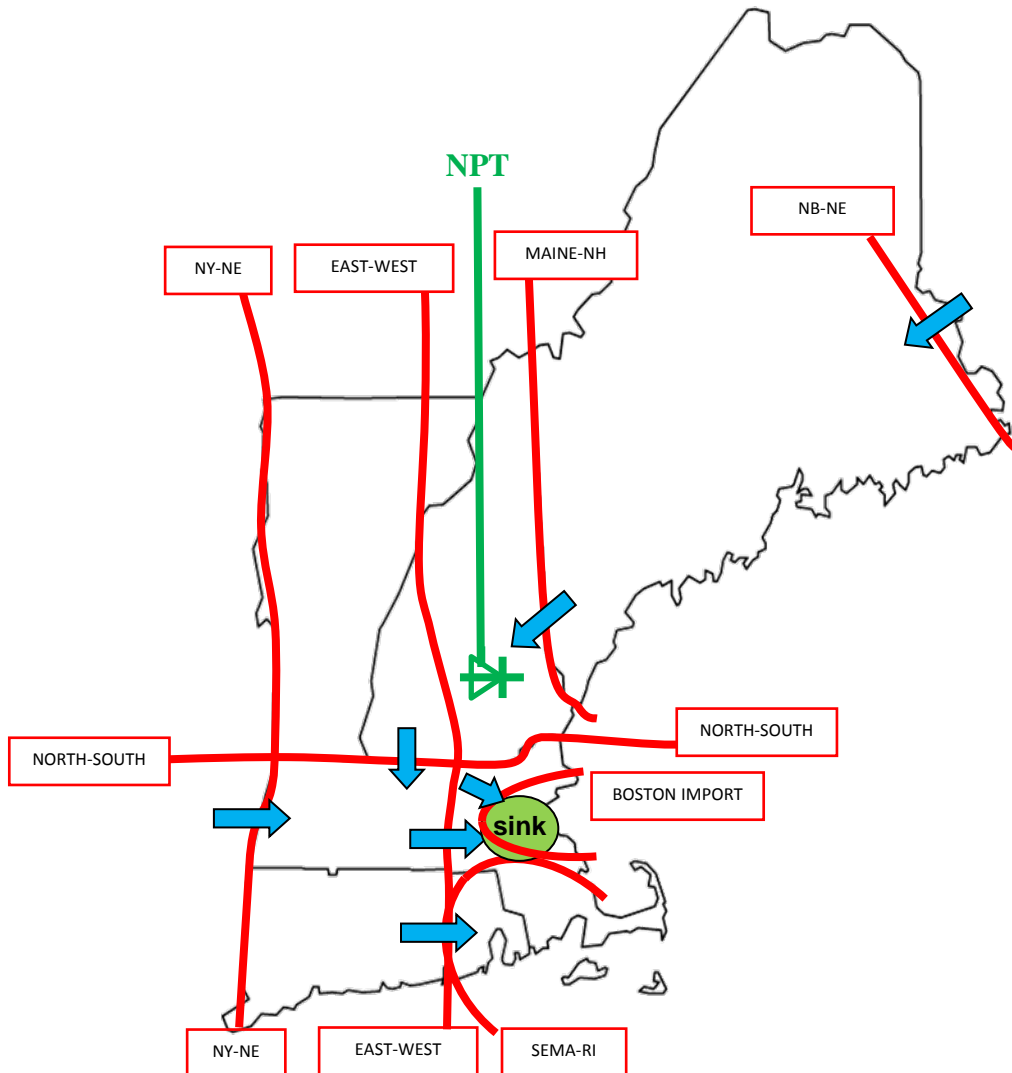 NPT
NB-NE
NY-NE
EAST-WEST
MAINE-NH
NORTH-SOUTH
NORTH-SOUTH
BOSTON IMPORT
sink
NY-NE
EAST-WEST
SEMA-RI